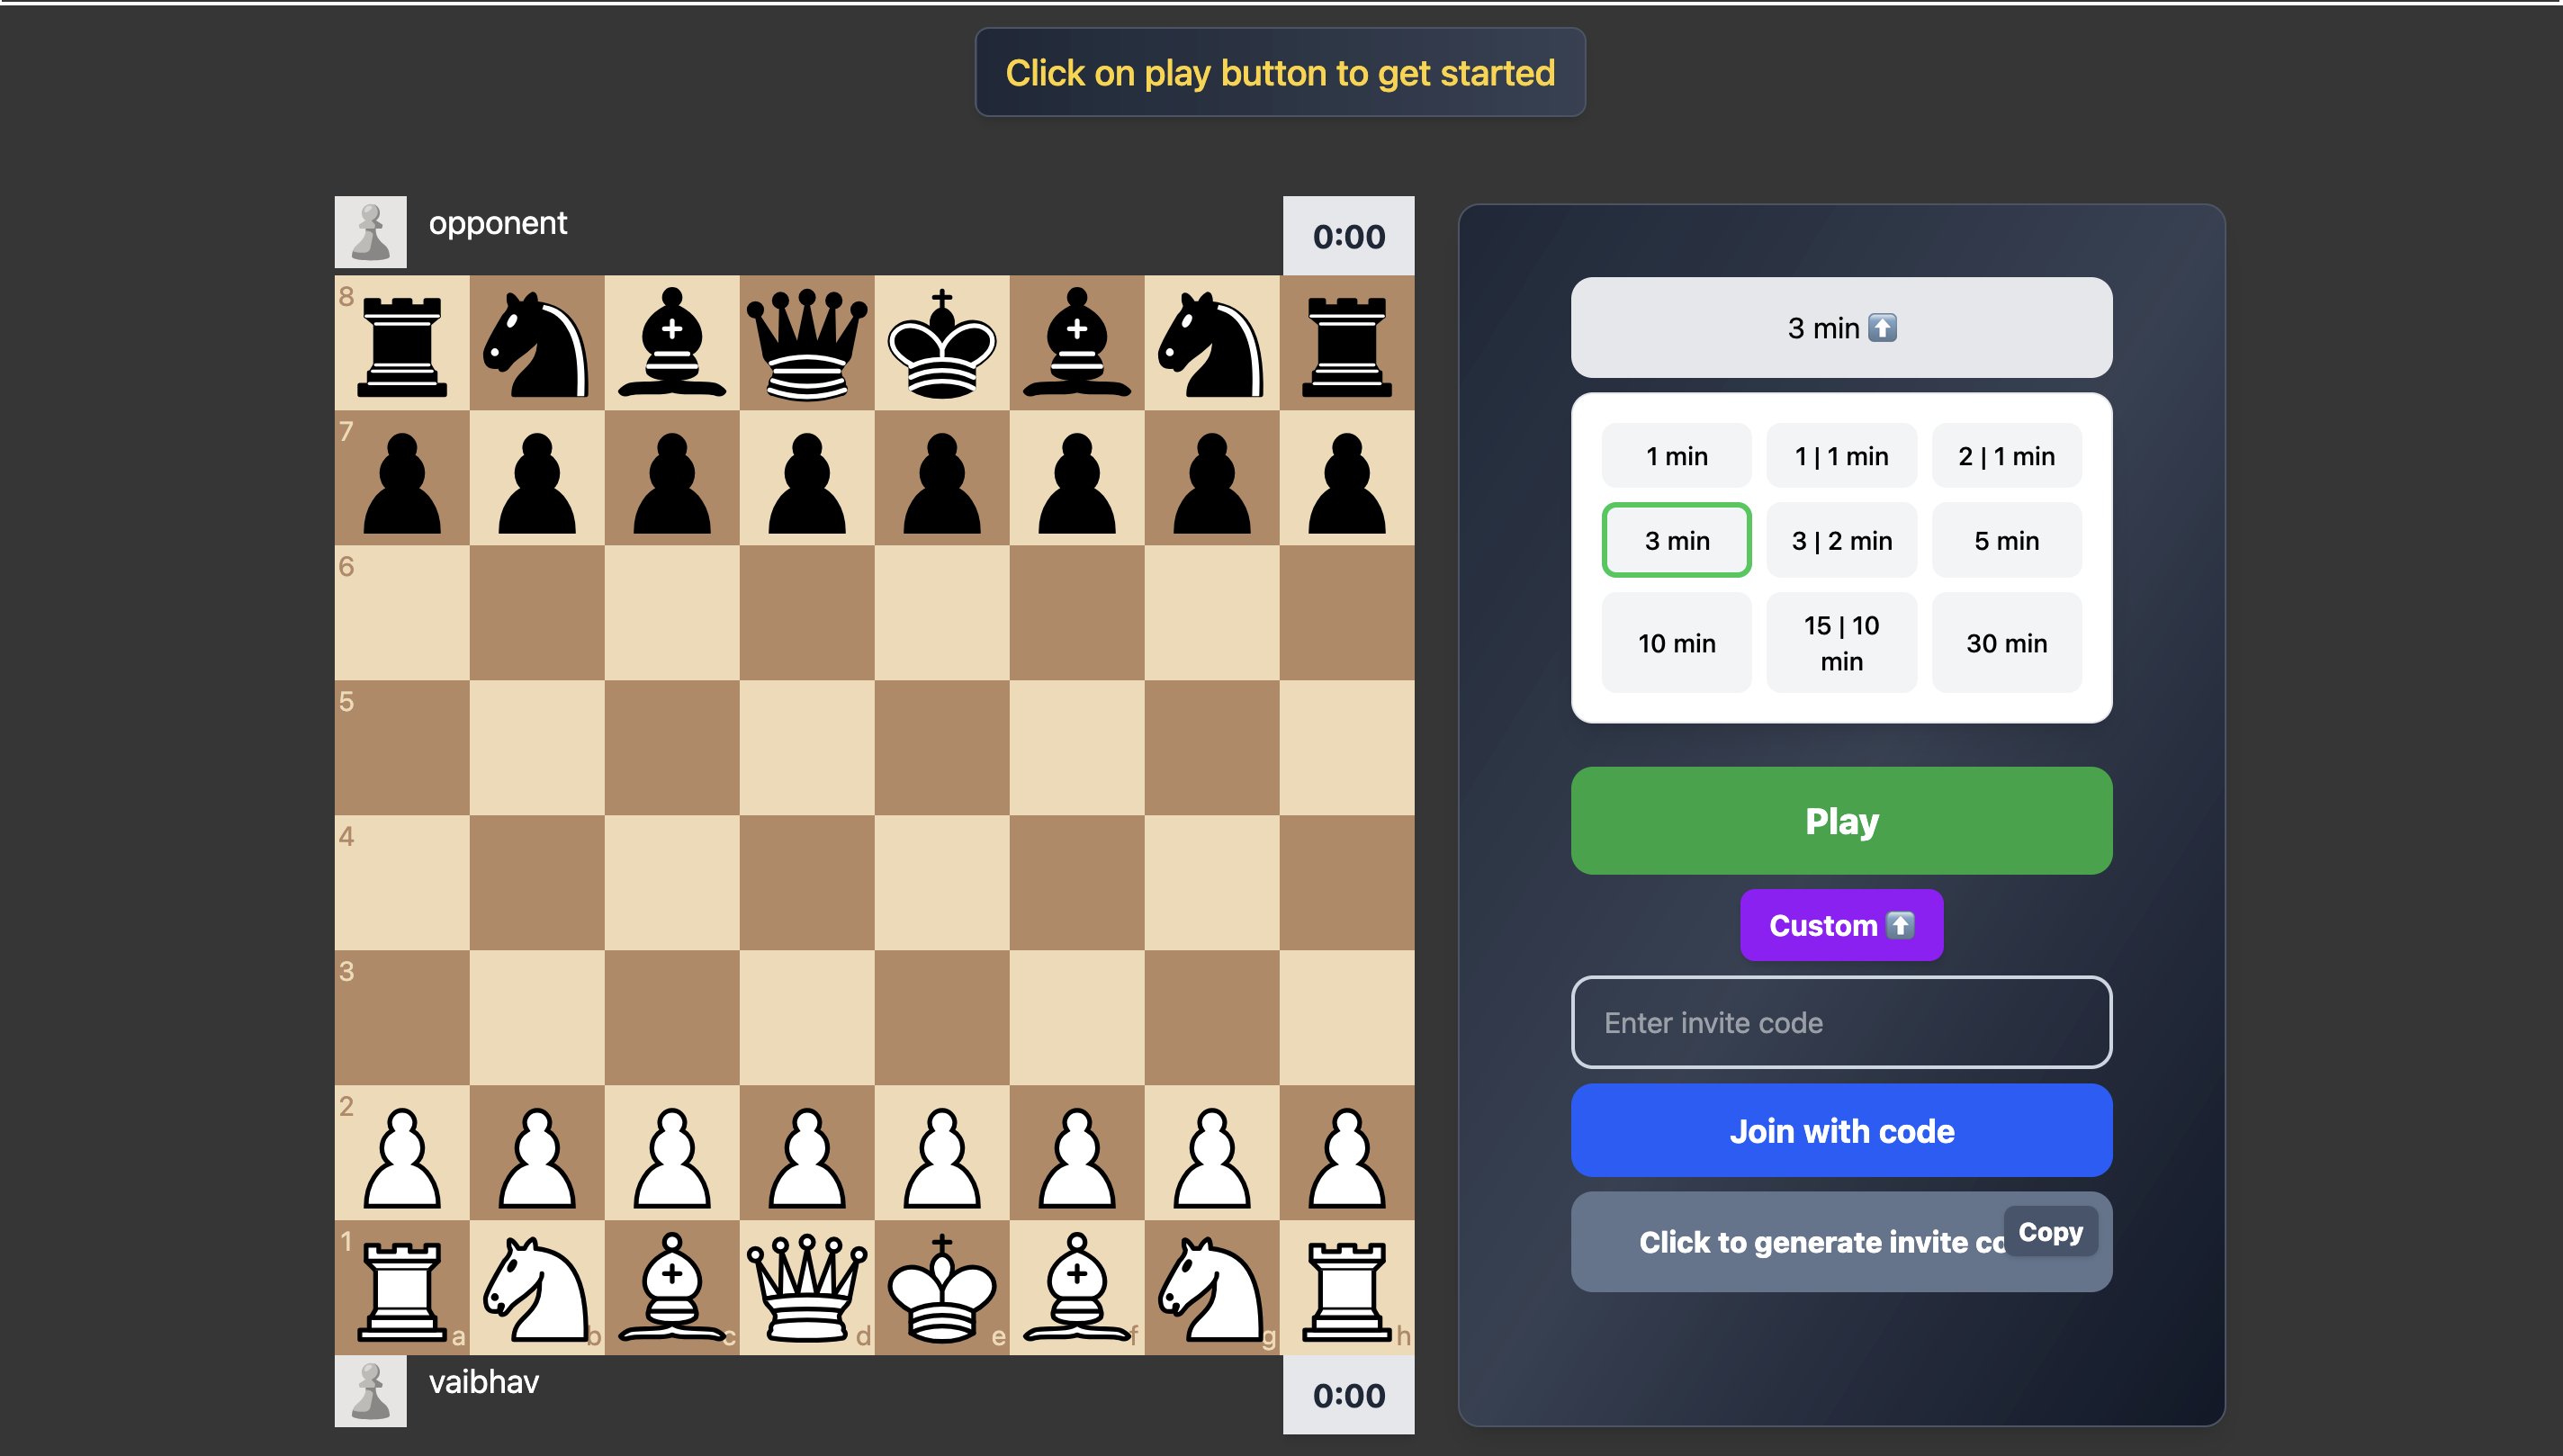 Click on play button to get started
opponent
0:00
8
7
6
5
4
3
2
1
a b c d e f g h
vaibhav
0:00
3 min ⬆️
1 min
1 | 1 min
2 | 1 min
3 min
3 | 2 min
5 min
10 min
15 | 10
min
30 min
Play
Custom ⬆️
Enter invite code
Join with code
Click to generate invite co
Copy